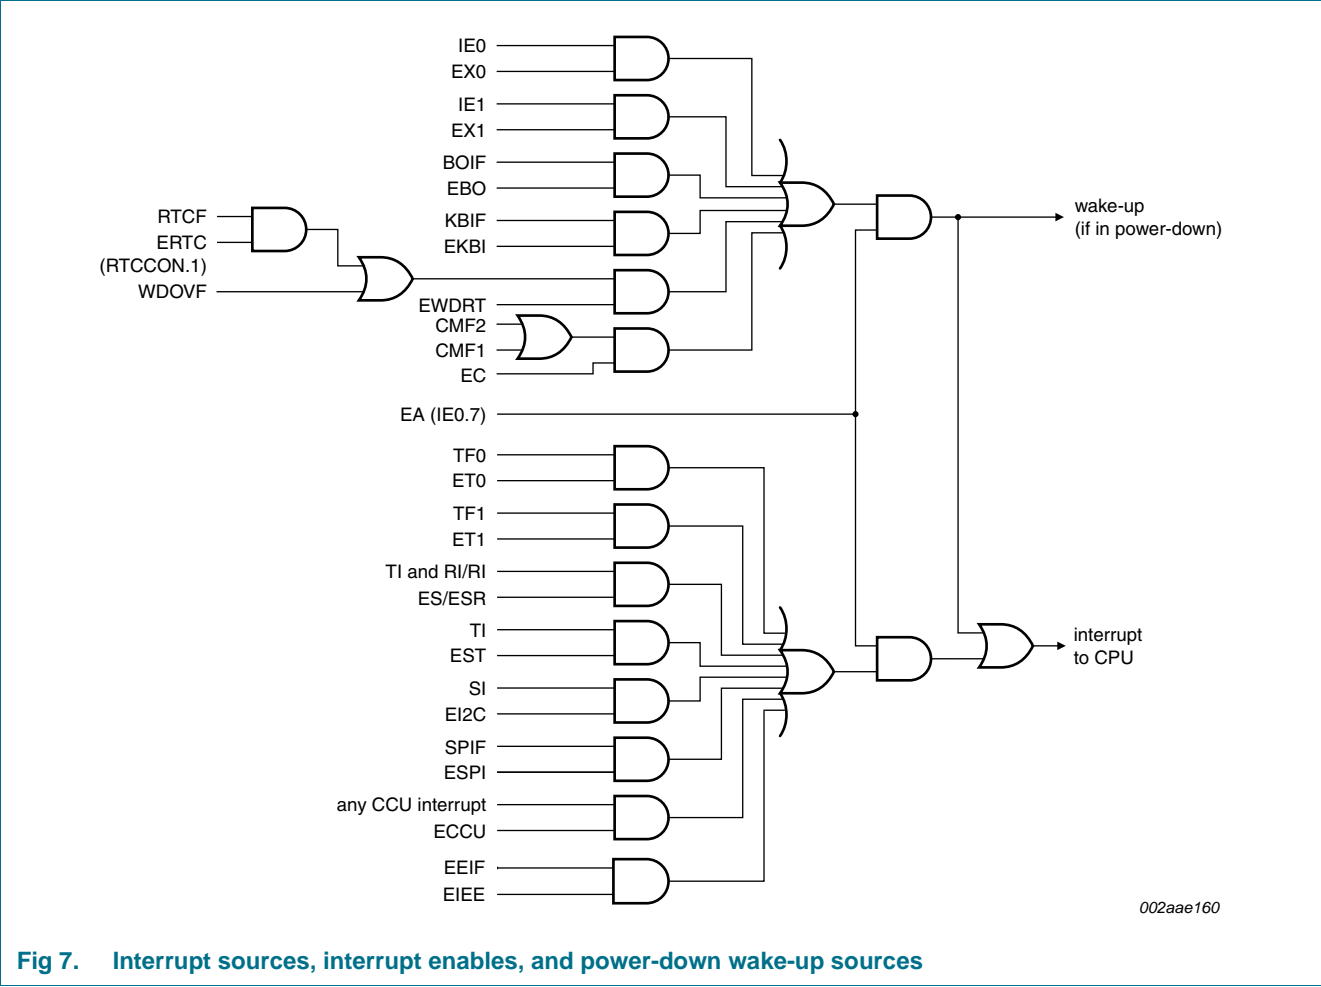 IE0
EX0
IE1
EX1
BOIF
EBO
KBIF
EKBI
RTCF
ERTC
(RTCCON.1)
WDOVF
EWDRT
CMF2
CMF1
EC
EA (IE0.7)
wake-up
(if in power-down)
TF0
ET0
TF1
ET1
TI and RI/RI
ES/ESR
TI
EST
SI
EI2C
SPIF
ESPI
any CCU interrupt
ECCU
EEIF
EIEE
interrupt
to CPU
002aae160
Fig 7. Interrupt sources, interrupt enables, and power-down wake-up sources